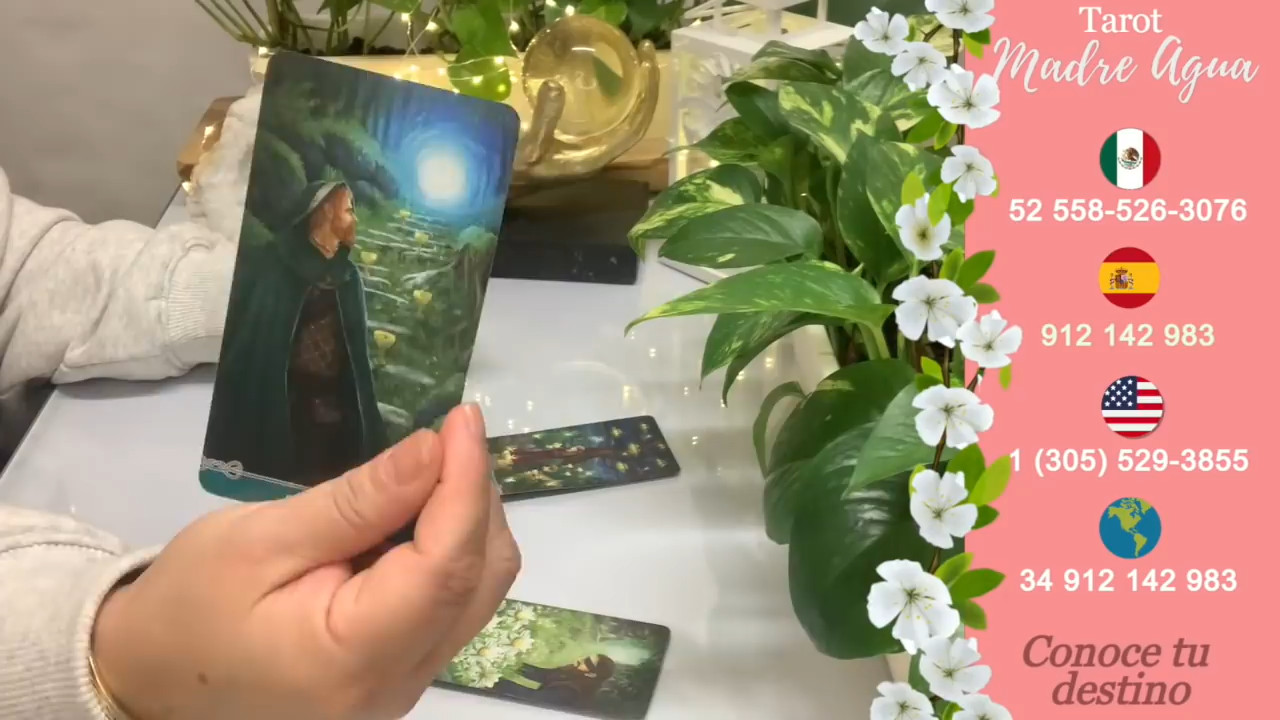 Tarot
Madre Agua
52 558-526-3076
912 142 983
1 (305) 529-3855
34 912 142 983
Conoce tu
destino